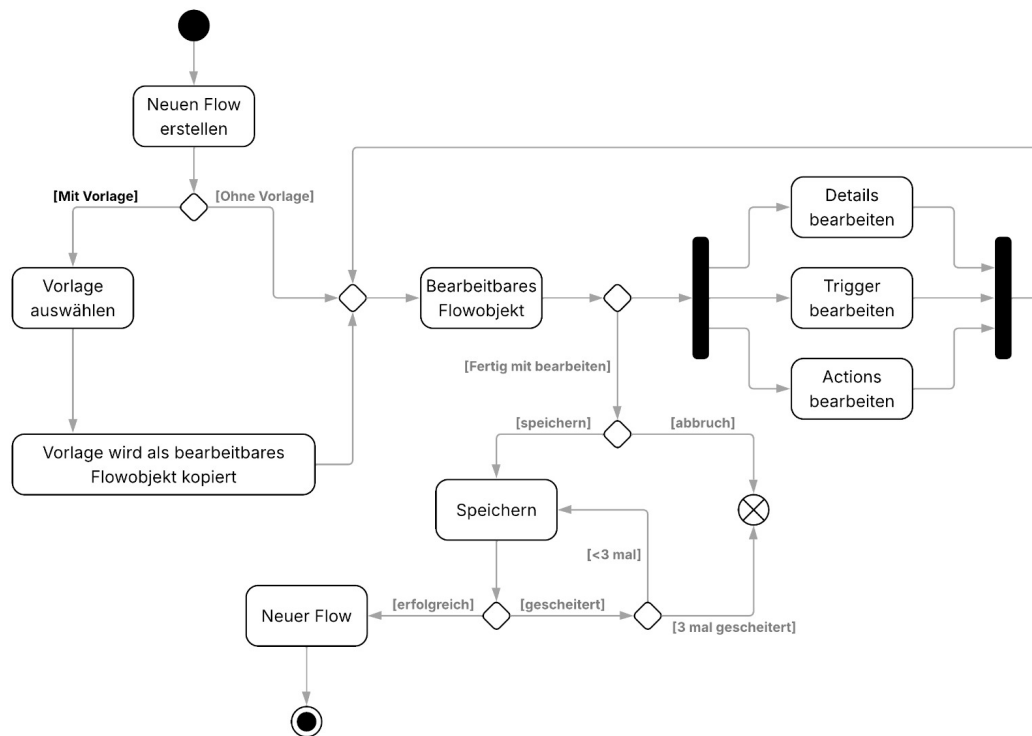 Neuen Flow
erstellen
[Mit Vorlage]
[Ohne Vorlage]
Vorlage
auswählen
Vorlage wird als bearbeitbares
Flowobjekt kopiert
Bearbeitbares
Flowobjekt
Details
bearbeiten
Trigger
bearbeiten
Actions
bearbeiten
[Fertig mit bearbeiten]
[speichern]
[abbruch]
Speichern
[<3 mal]
[erfolgreich]
[gescheitert]
[3 mal gescheitert]
Neuer Flow